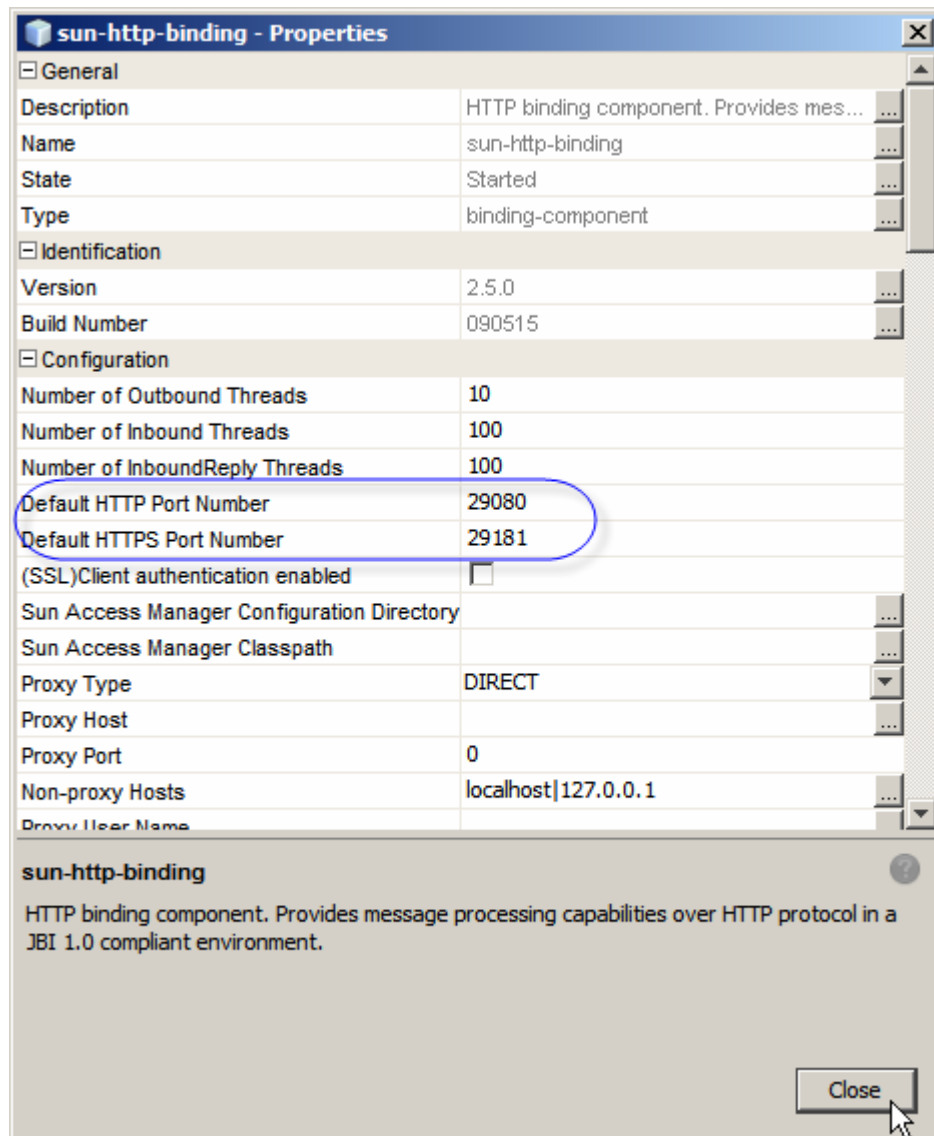 sun-http-binding - Properties
General
Description HTTP binding component. Provides mes... ...
Name sun-http-binding ...
State Started ...
Type binding-component ...
Identification
Version 2.5.0 ...
Build Number 090515 ...
Configuration
Number of Outbound Threads 10
Number of Inbound Threads 100
Number of InboundReply Threads 100
Default HTTP Port Number 29080
Default HTTPS Port Number 29181
(SSL)Client authentication enabled
Sun Access Manager Configuration Directory ...
Sun Access Manager Classpath ...
Proxy Type DIRECT
Proxy Host ...
Proxy Port 0
Non-proxy Hosts localhost|127.0.0.1 ...
Proxy User Name
sun-http-binding ?
HTTP binding component. Provides message processing capabilities over HTTP protocol in a
JBI 1.0 compliant environment.
Close